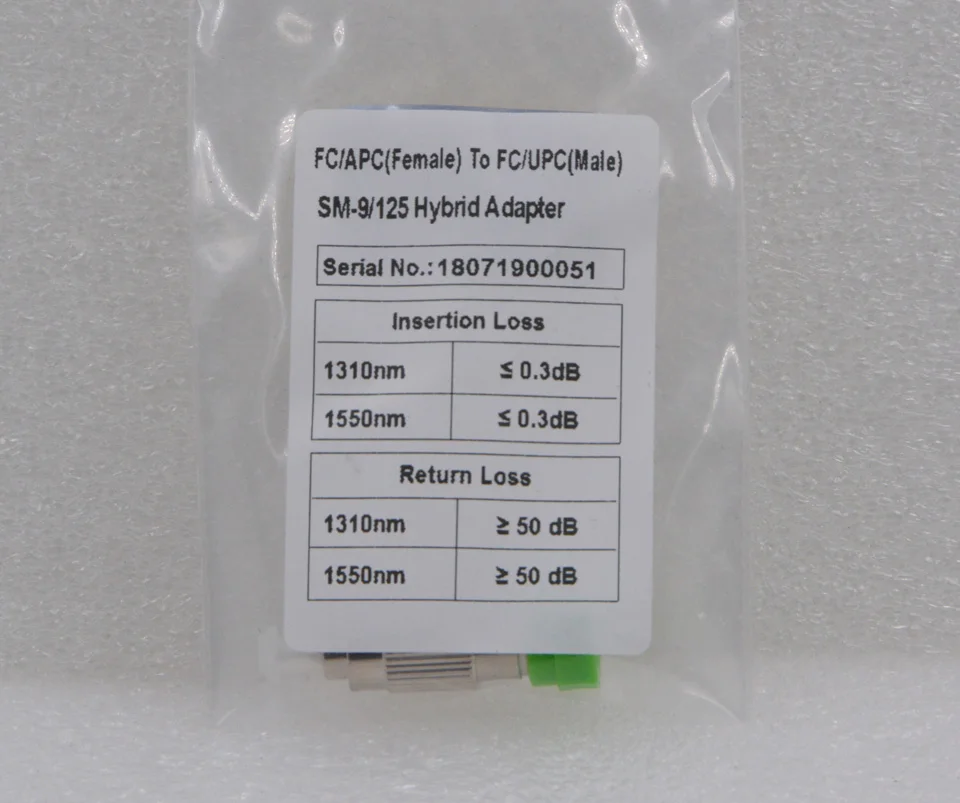 FC/APC(Female) To FC/UPC(Male)
SM-9/125 Hybrid Adapter
Serial No.:18071900051
Insertion Loss
1310nm ≤ 0.3dB
1550nm ≤ 0.3dB
Return Loss
1310nm ≥ 50 dB
1550nm ≥ 50 dB